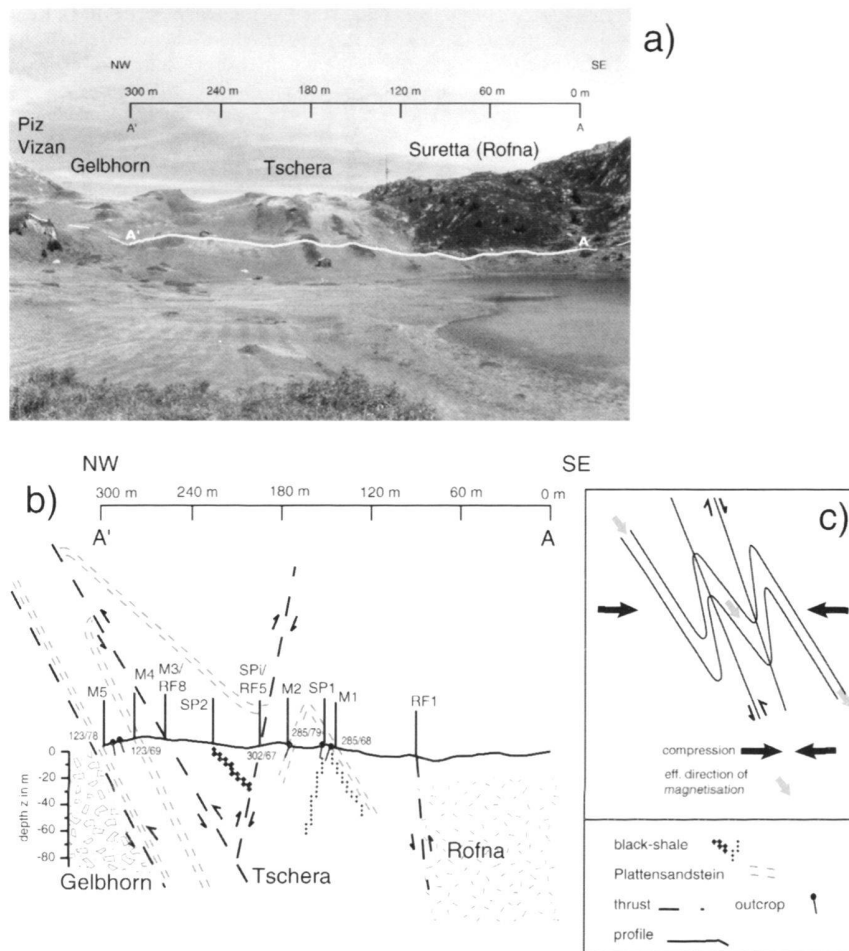 a)
NW SE
300 m 240 m 180 m 120 m 60 m 0 m
A' A
Piz
Vizan
Gelbhorn
Tschera
Suretta (Rofna)
A' A
b)
NW SE
300 m 240 m 180 m 120 m 60 m 0 m
A' A
M5
M4
M3/
RF8
SP2
SPi/
RF5
M2
SP1
M1
RF1
123/78
123/69
302/67
285/79
285/68
depth z in m
0
-20
-40
-60
-80
Gelbhorn
Tschera
Rofna
c)
compression
eff. direction of
magnetisation
black-shale
Plattensandstein
thrust outcrop
profile